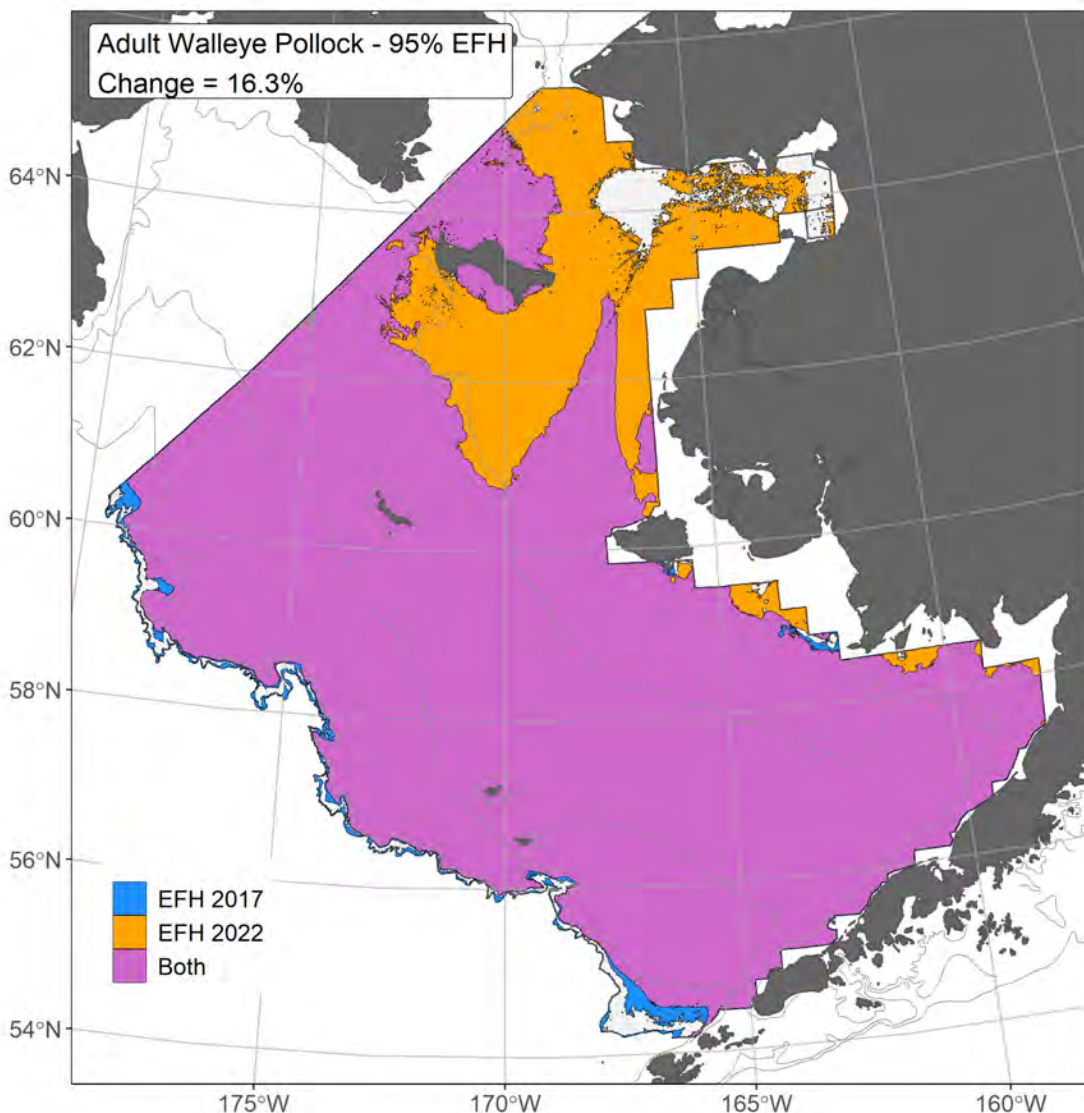 Adult Walleye Pollock - 95% EFH
Change = 16.3%
64°N
62°N
60°N
58°N
56°N
54°N
EFH 2017
EFH 2022
Both
175°W
170°W
165°W
160°W